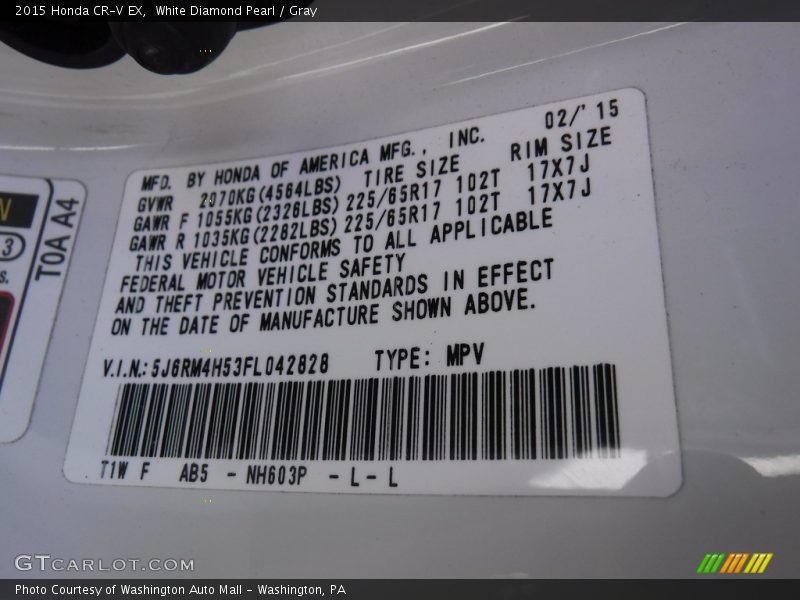 2015 Honda CR-V EX,  White Diamond Pearl / Gray
N
3
S.
TOA A4
02/'15
MFD. BY HONDA OF AMERICA MFG., INC.
GVWR 2070KG(4564LBS) TIRE SIZE RIM SIZE
GAWR F 1055KG(2326LBS) 225/65R17 102T 17X7J
GAWR R 1035KG(2282LBS) 225/65R17 102T 17X7J
THIS VEHICLE CONFORMS TO ALL APPLICABLE
FEDERAL MOTOR VEHICLE SAFETY
AND THEFT PREVENTION STANDARDS IN EFFECT
ON THE DATE OF MANUFACTURE SHOWN ABOVE.
V.I.N.: 5J6RM4H53FL042828 TYPE: MPV
T1W F AB5 - NH603P - L - L
GTCARLOT.COM
Photo Courtesy of Washington Auto Mall - Washington, PA